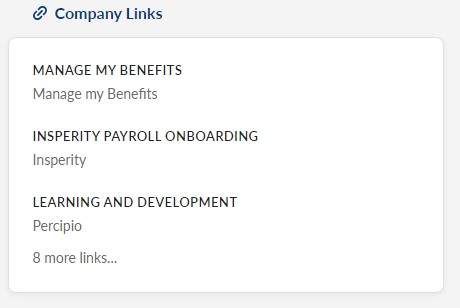 Company Links
MANAGE MY BENEFITS
Manage my Benefits
INSPERITY PAYROLL ONBOARDING
Insperity
LEARNING AND DEVELOPMENT
Percipio
8 more links...